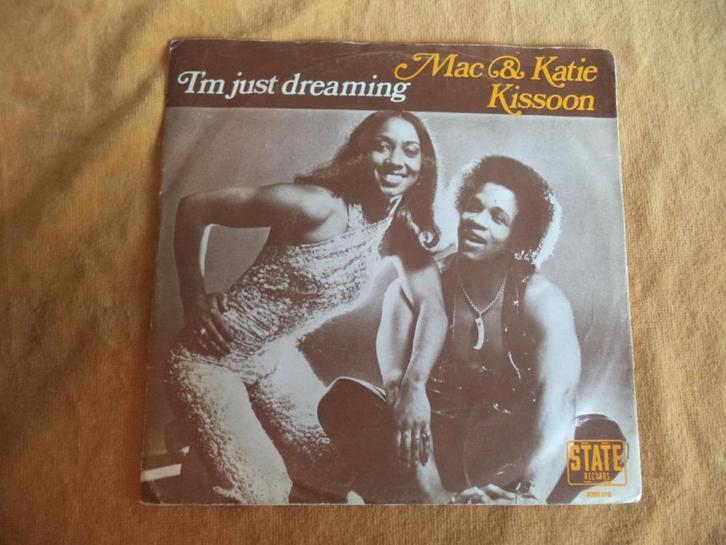 I'm just dreaming
Mac & Katie
Kissoon
STATE
RECORDS